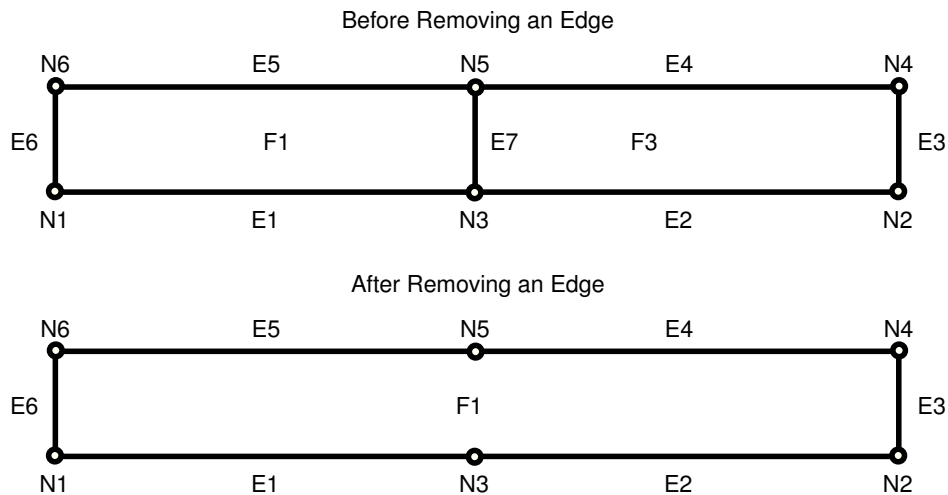 Before Removing an Edge
N6 E5 N5 E4 N4
E6 F1 E7 F3 E3
N1 E1 N3 E2 N2
After Removing an Edge
N6 E5 N5 E4 N4
E6 F1 E3
N1 E1 N3 E2 N2